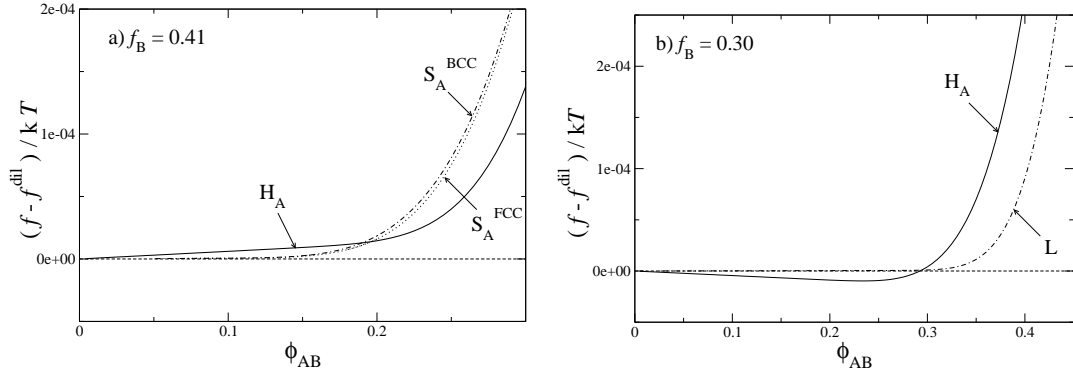 a) f_B = 0.41
(f - f^dil) / kT
2e-04
1e-04
0e+00
S_A^BCC
S_A^FCC
H_A
0
0.1
0.2
ϕ_AB
b) f_B = 0.30
(f - f^dil) / kT
2e-04
1e-04
0e+00
H_A
L
0
0.1
0.2
0.3
0.4
ϕ_AB